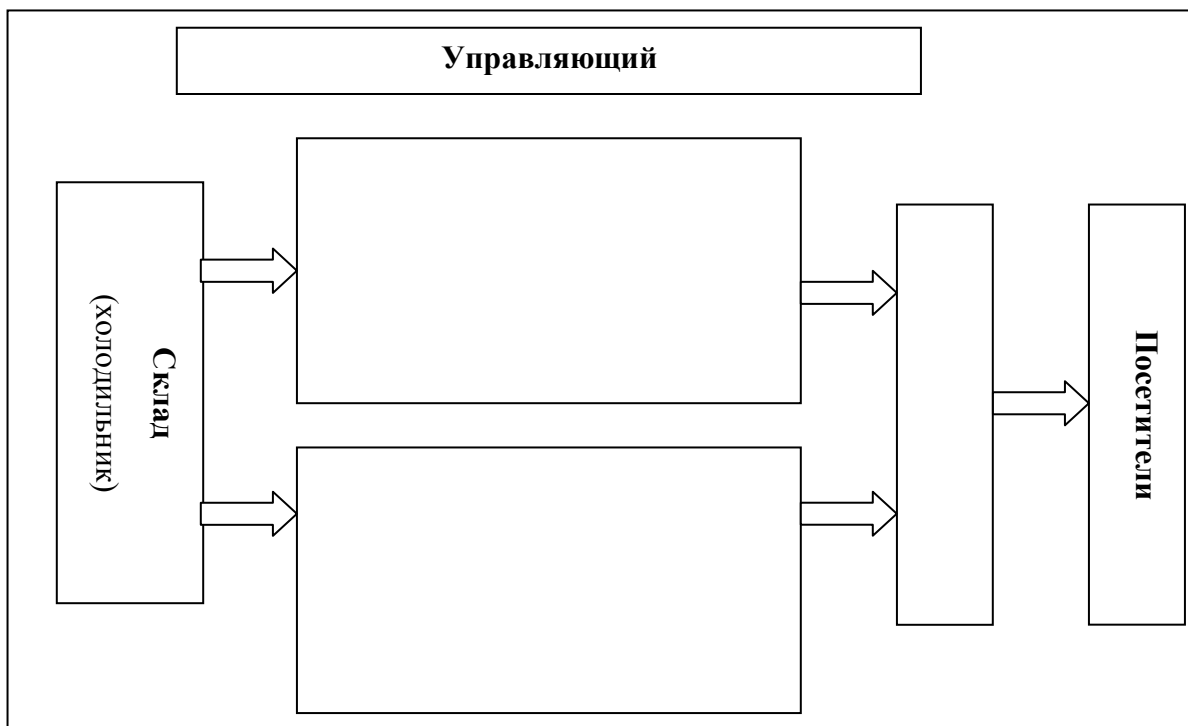 Управляющий
Склад
(холодильник)
Посетители